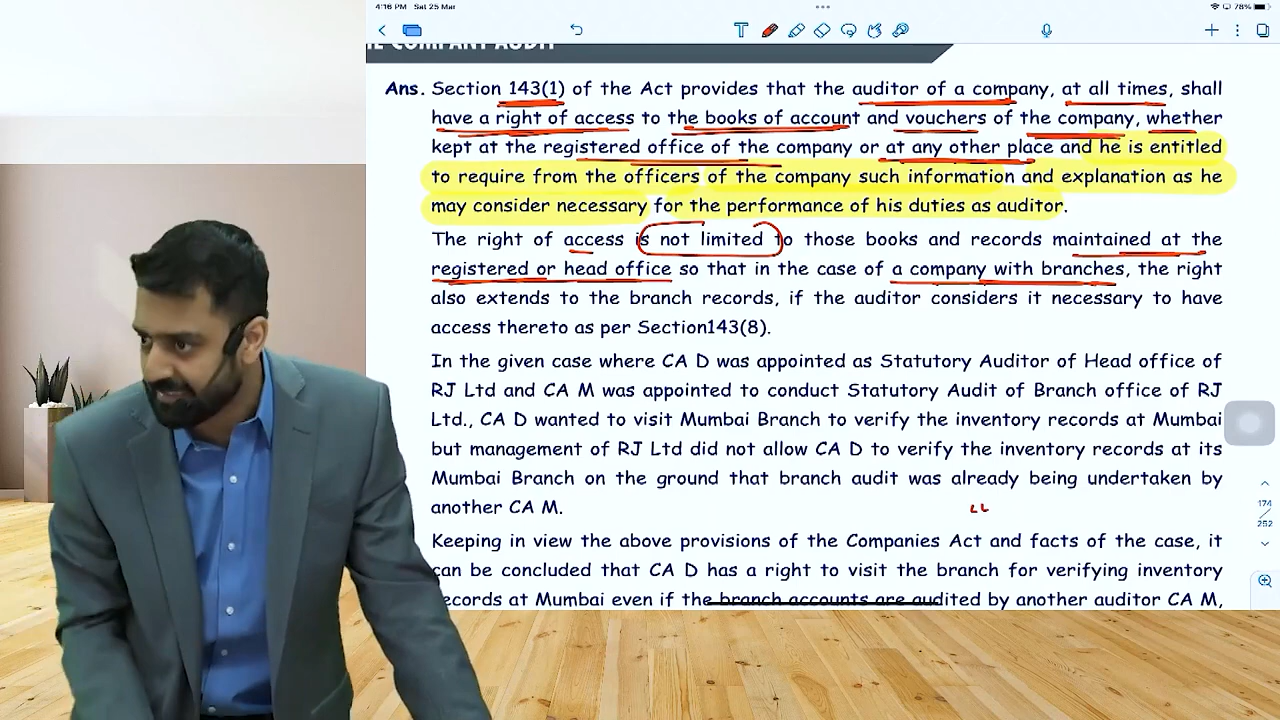 4:16 PM Sat 25 Mar
78%
COMPANY AUDIT
Ans. Section 143(1) of the Act provides that the auditor of a company, at all times, shall
have a right of access to the books of account and vouchers of the company, whether
kept at the registered office of the company or at any other place and he is entitled
to require from the officers of the company such information and explanation as he
may consider necessary for the performance of his duties as auditor.
The right of access is not limited to those books and records maintained at the
registered or head office so that in the case of a company with branches, the right
also extends to the branch records, if the auditor considers it necessary to have
access thereto as per Section143(8).
In the given case where CA D was appointed as Statutory Auditor of Head office of
RJ Ltd and CA M was appointed to conduct Statutory Audit of Branch office of RJ
Ltd., CA D wanted to visit Mumbai Branch to verify the inventory records at Mumbai
but management of RJ Ltd did not allow CA D to verify the inventory records at its
Mumbai Branch on the ground that branch audit was already being undertaken by
another CA M.
Keeping in view the above provisions of the Companies Act and facts of the case, it
can be concluded that CA D has a right to visit the branch for verifying inventory
records at Mumbai even if the branch accounts are audited by another auditor CA M,
174
252